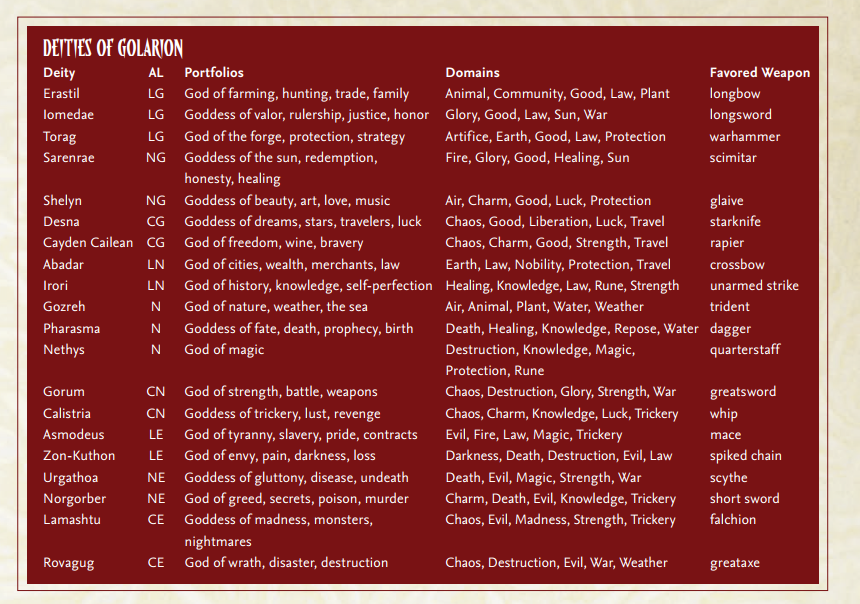 DEITIES OF GOLARION
Deity AL Portfolios Domains Favored Weapon
Erastil LG God of farming, hunting, trade, family Animal, Community, Good, Law, Plant longbow
Iomedae LG Goddess of valor, rulership, justice, honor Glory, Good, Law, Sun, War longsword
Torag LG God of the forge, protection, strategy Artifice, Earth, Good, Law, Protection warhammer
Sarenrae NG Goddess of the sun, redemption, Fire, Glory, Good, Healing, Sun scimitar
honesty, healing
Shelyn NG Goddess of beauty, art, love, music Air, Charm, Good, Luck, Protection glaive
Desna CG Goddess of dreams, stars, travelers, luck Chaos, Good, Liberation, Luck, Travel starknife
Cayden Cailean CG God of freedom, wine, bravery Chaos, Charm, Good, Strength, Travel rapier
Abadar LN God of cities, wealth, merchants, law Earth, Law, Nobility, Protection, Travel crossbow
Irori LN God of history, knowledge, self-perfection Healing, Knowledge, Law, Rune, Strength unarmed strike
Gozreh N God of nature, weather, the sea Air, Animal, Plant, Water, Weather trident
Pharasma N Goddess of fate, death, prophecy, birth Death, Healing, Knowledge, Repose, Water dagger
Nethys N God of magic Destruction, Knowledge, Magic, quarterstaff
Protection, Rune
Gorum CN God of strength, battle, weapons Chaos, Destruction, Glory, Strength, War greatsword
Calistria CN Goddess of trickery, lust, revenge Chaos, Charm, Knowledge, Luck, Trickery whip
Asmodeus LE God of tyranny, slavery, pride, contracts Evil, Fire, Law, Magic, Trickery mace
Zon-Kuthon LE God of envy, pain, darkness, loss Darkness, Death, Destruction, Evil, Law spiked chain
Urgathoa NE Goddess of gluttony, disease, undeath Death, Evil, Magic, Strength, War scythe
Norgorber NE God of greed, secrets, poison, murder Charm, Death, Evil, Knowledge, Trickery short sword
Lamashtu CE Goddess of madness, monsters, Chaos, Evil, Madness, Strength, Trickery falchion
nightmares
Rovagug CE God of wrath, disaster, destruction Chaos, Destruction, Evil, War, Weather greataxe